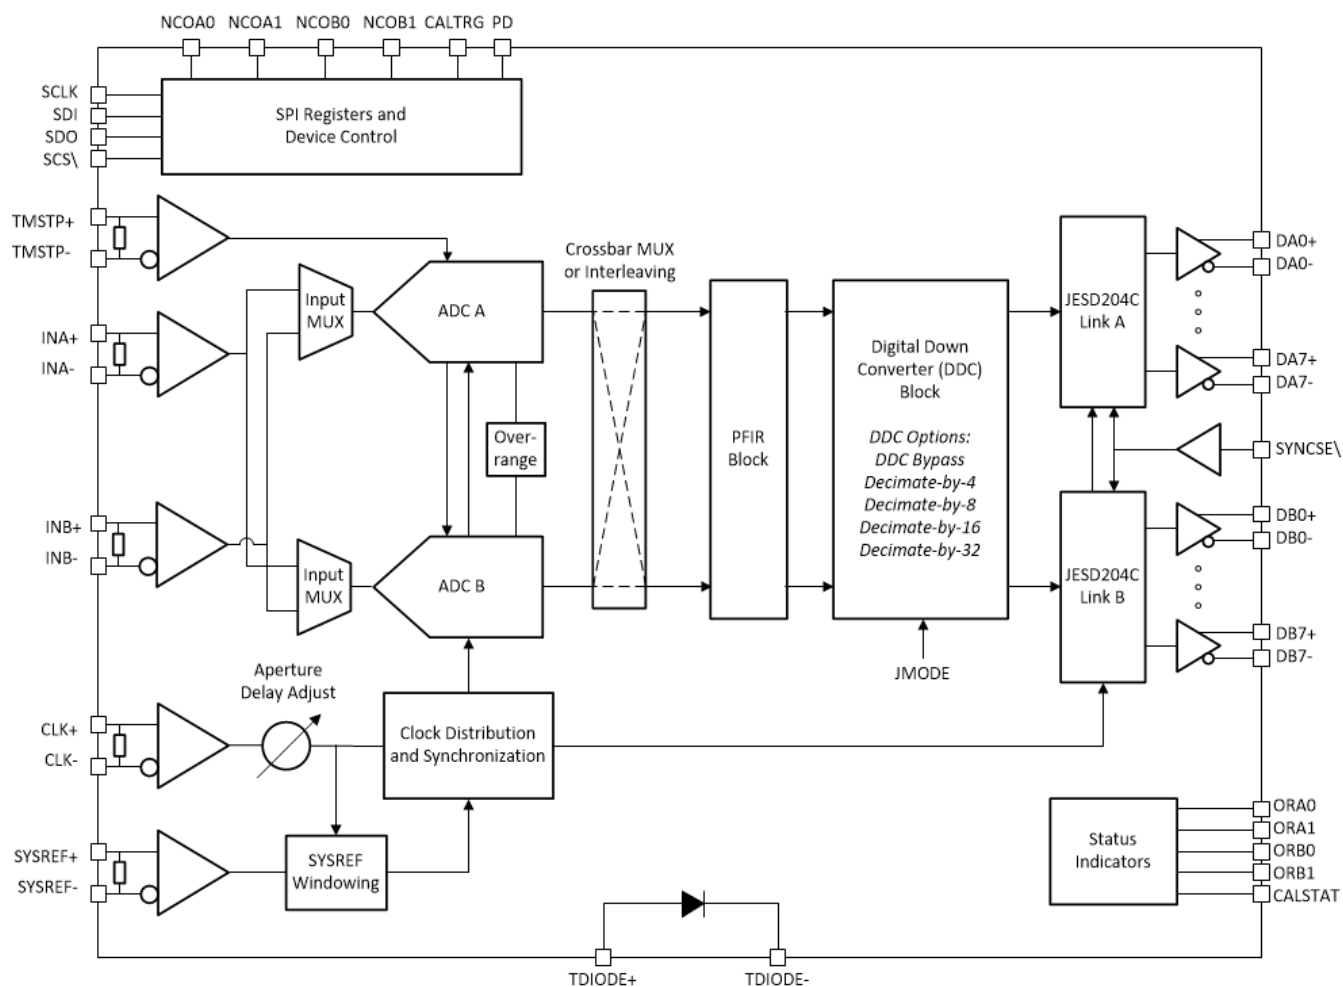 NCOA0 NCOA1 NCOB0 NCOB1 CALTRG PD
SCLK
SDI
SDO
SCS\
SPI Registers and
Device Control
TMSTP+
TMSTP-
INA+
INA-
Input
MUX
ADC A
Crossbar MUX
or Interleaving
Over-
range
INB+
INB-
Input
MUX
ADC B
PFIR
Block
Digital Down
Converter (DDC)
Block
DDC Options:
DDC Bypass
Decimate-by-4
Decimate-by-8
Decimate-by-16
Decimate-by-32
JMODE
JESD204C
Link A
DA0+
DA0-
DA7+
DA7-
SYNCSE\
JESD204C
Link B
DB0+
DB0-
DB7+
DB7-
Aperture
Delay Adjust
CLK+
CLK-
Clock Distribution
and Synchronization
SYSREF+
SYSREF-
SYSREF
Windowing
Status
Indicators
ORA0
ORA1
ORB0
ORB1
CALSTAT
TDIODE+
TDIODE-